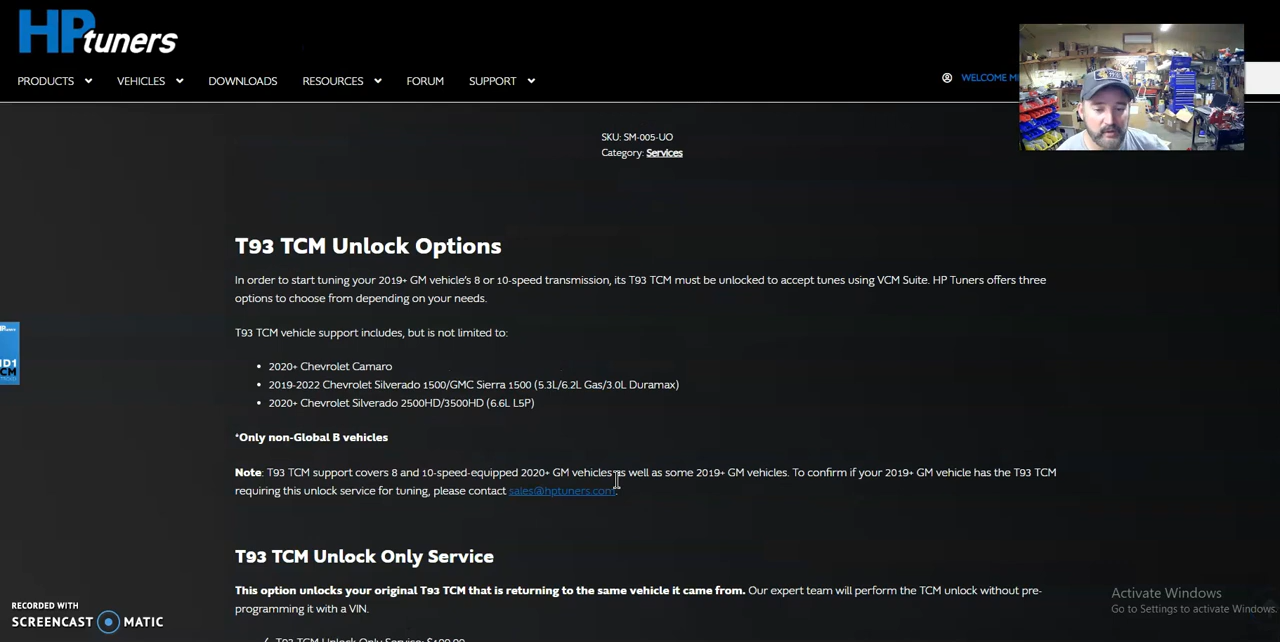 HP tuners
PRODUCTS VEHICLES DOWNLOADS RESOURCES FORUM SUPPORT WELCOME
SKU: SM-005-UO
Category: Services
T93 TCM Unlock Options
In order to start tuning your 2019+ GM vehicle's 8 or 10-speed transmission, its T93 TCM must be unlocked to accept tunes using VCM Suite. HP Tuners offers three
options to choose from depending on your needs.
T93 TCM vehicle support includes, but is not limited to:
• 2020+ Chevrolet Camaro
• 2019-2022 Chevrolet Silverado 1500/GMC Sierra 1500 (5.3L/6.2L Gas/3.0L Duramax)
• 2020+ Chevrolet Silverado 2500HD/3500HD (6.6L L5P)
*Only non-Global B vehicles
Note: T93 TCM support covers 8 and 10-speed-equipped 2020+ GM vehicles as well as some 2019+ GM vehicles. To confirm if your 2019+ GM vehicle has the T93 TCM
requiring this unlock service for tuning, please contact sales@hptuners.com.
T93 TCM Unlock Only Service
This option unlocks your original T93 TCM that is returning to the same vehicle it came from. Our expert team will perform the TCM unlock without pre-
programming it with a VIN.
T93 TCM Unlock Only Service:
Activate Windows
Go to Settings to activate Windows.
RECORDED WITH
SCREENCAST MATIC